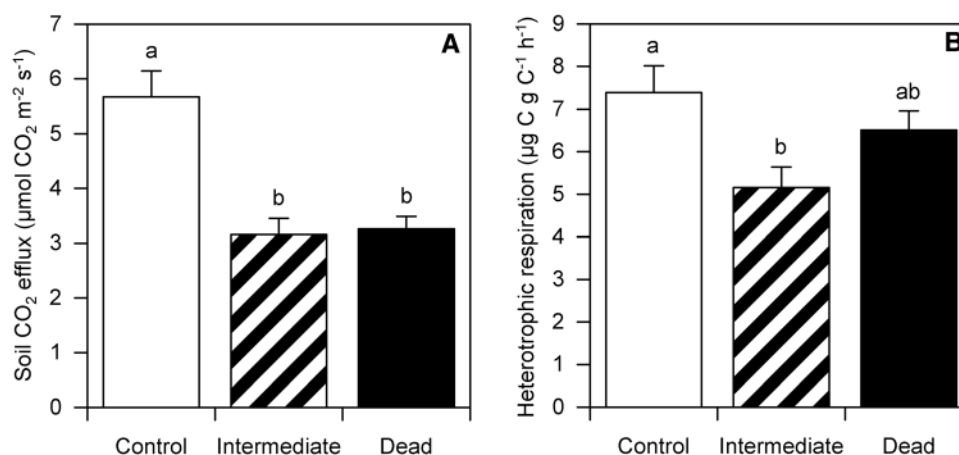 A
Soil CO₂ efflux (µmol CO₂ m⁻² s⁻¹)
7
6
5
4
3
2
1
0
a
b
b
Control
Intermediate
Dead
B
Heterotrophic respiration (µg C g C⁻¹ h⁻¹)
9
8
7
6
5
4
3
2
1
0
a
b
ab
Control
Intermediate
Dead